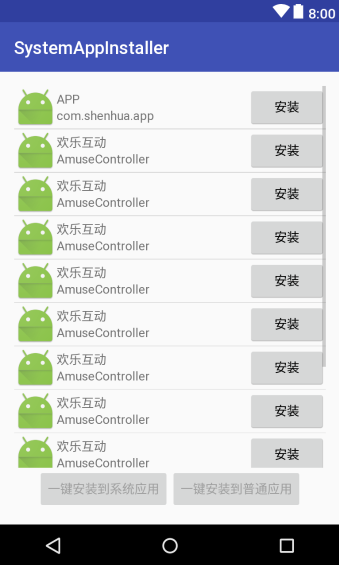 8:00
SystemAppInstaller
APP
com.shenhua.app
安装
欢乐互动
AmuseController
安装
欢乐互动
AmuseController
安装
欢乐互动
AmuseController
安装
欢乐互动
AmuseController
安装
欢乐互动
AmuseController
安装
欢乐互动
AmuseController
安装
欢乐互动
AmuseController
安装
欢乐互动
AmuseController
安装
一键安装到系统应用
一键安装到普通应用